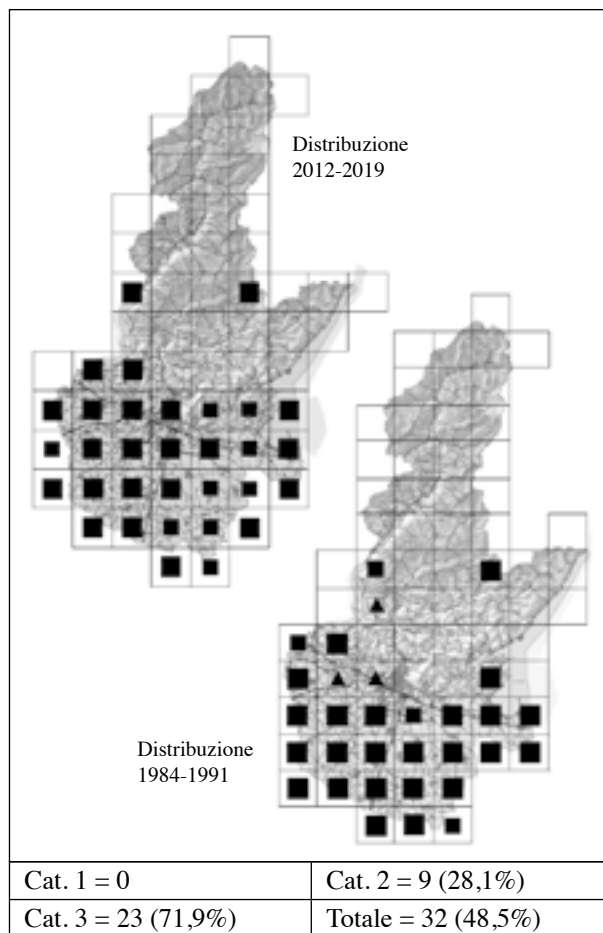 Distribuzione
2012-2019
Distribuzione
1984-1991
Cat. 1 = 0
Cat. 2 = 9 (28,1%)
Cat. 3 = 23 (71,9%)
Totale = 32 (48,5%)